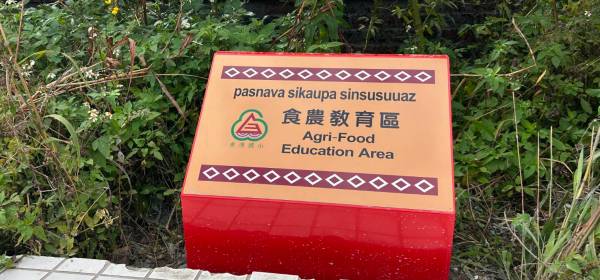 pasnava sikaupa sinsusuuaz
食農教育區
Agri-Food
Education Area